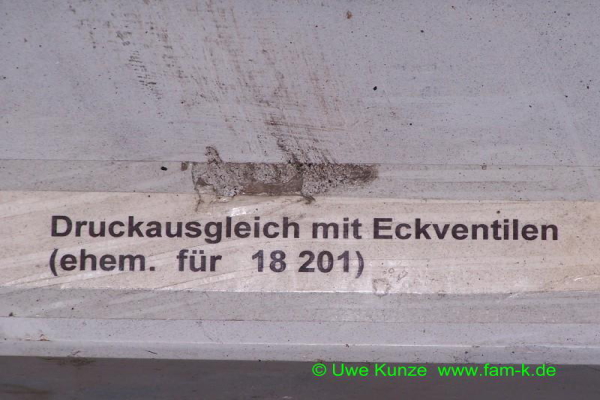 Druckausgleich mit Eckventilen
(ehem. für 18 201)
© Uwe Kunze www.fam-k.de